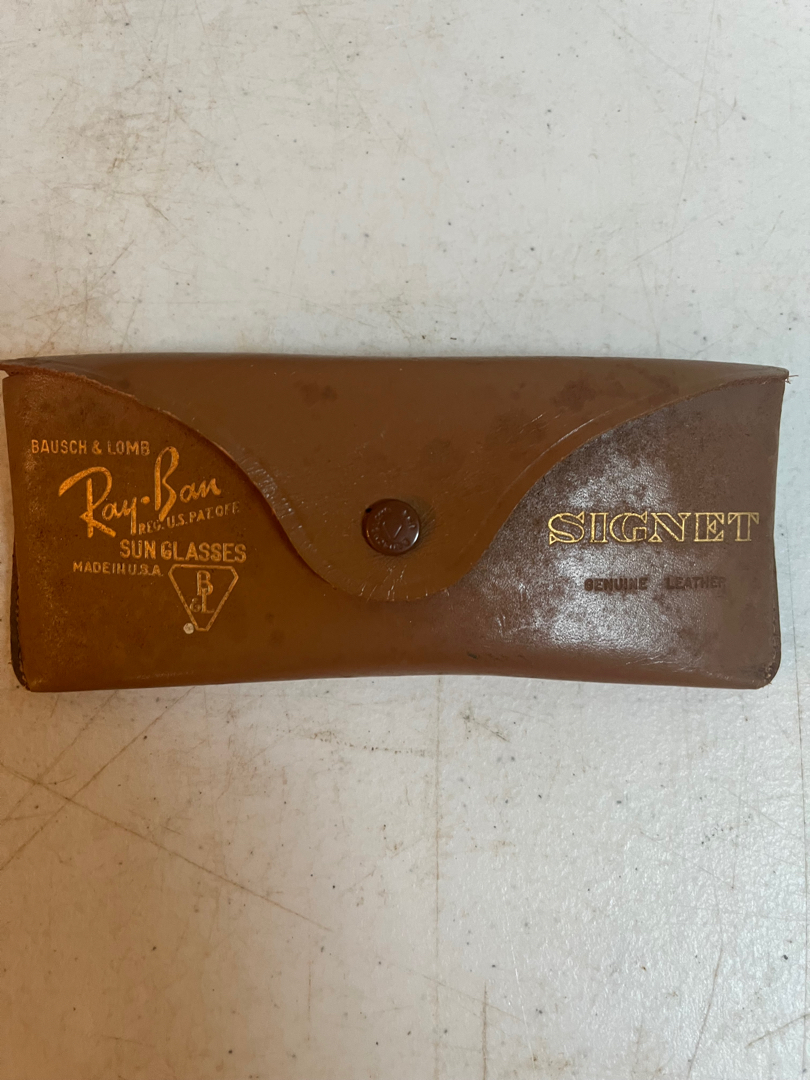 BAUSCH & LOMB
Ray-Ban
REG. U.S. PAT. OFF.
SUN GLASSES
MADE IN U.S.A.
B
&
L
SIGNET
GENUINE LEATHER